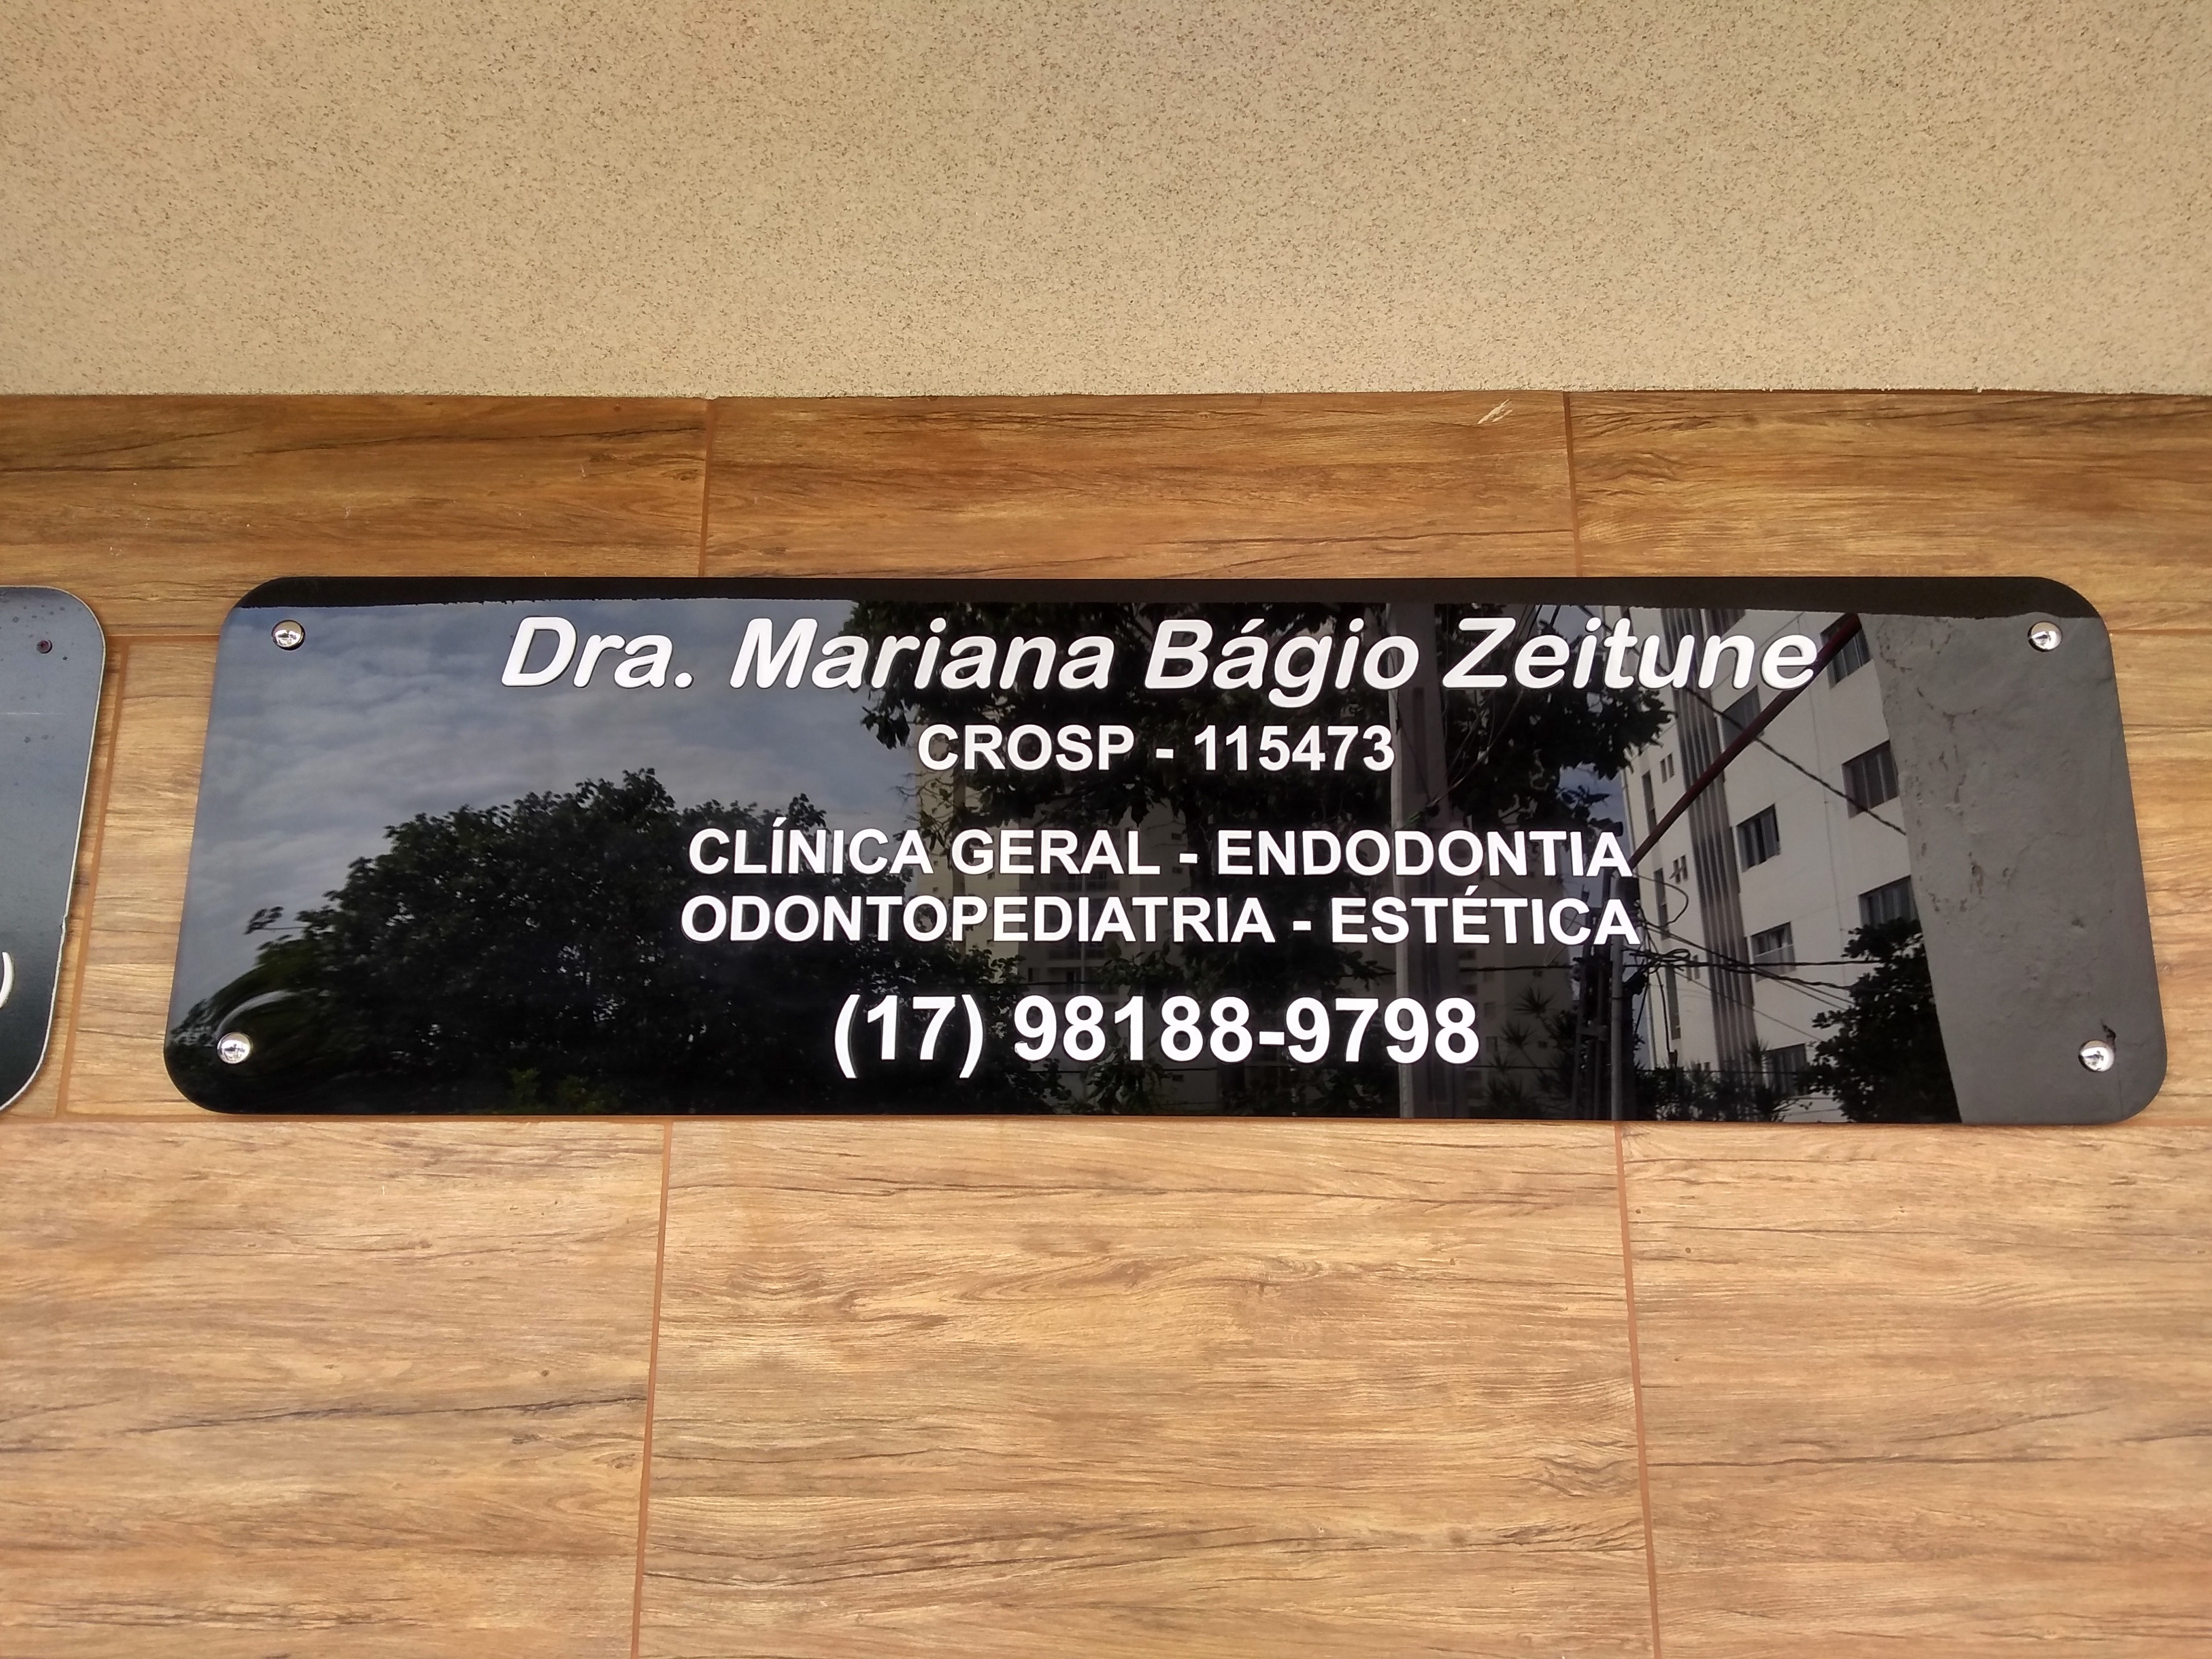 Dra. Mariana Bágio Zeitune
CROSP - 115473
CLÍNICA GERAL - ENDODONTIA
ODONTOPEDIATRIA - ESTÉTICA
(17) 98188-9798